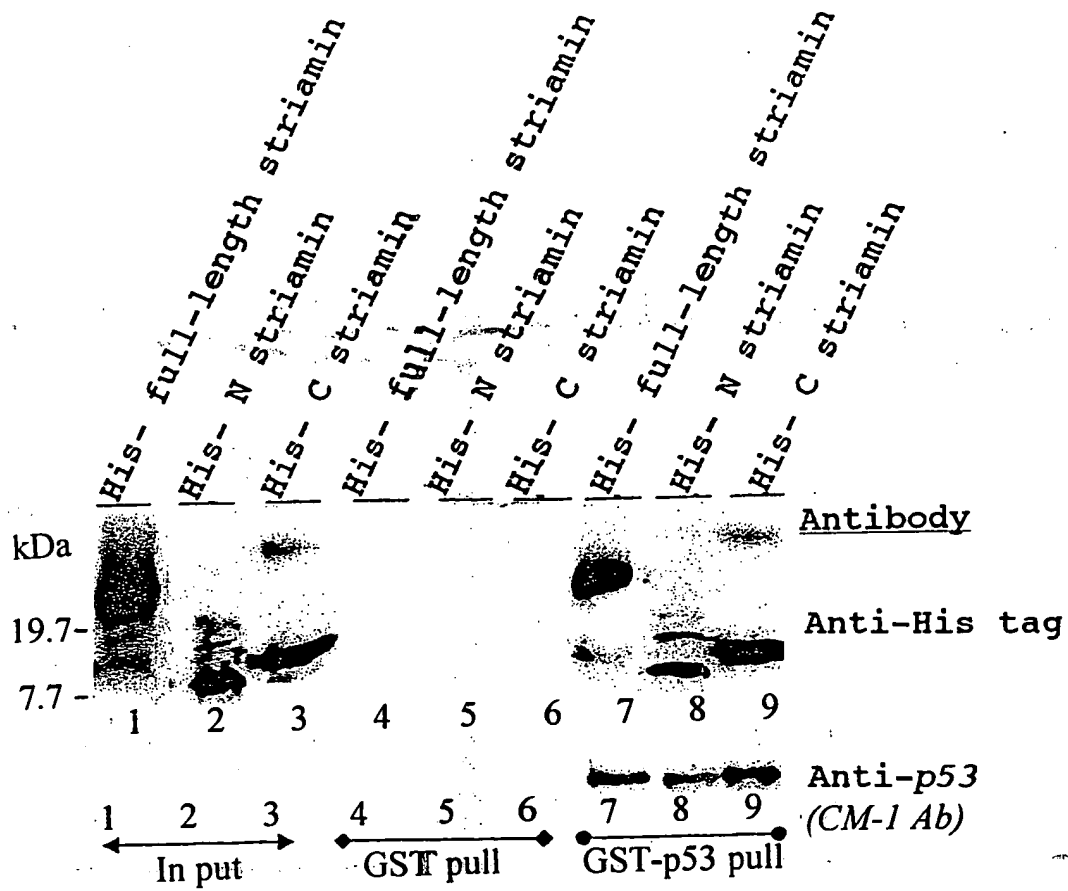 His- full-length striamin
His- N striamin
His- C striamin
His- full-length striamin
His- N striamin
His- C striamin
His- full-length striamin
His- N striamin
His- C striamin
Antibody
kDa
19.7-
7.7 -
Anti-His tag
1 2 3 4 5 6 7 8 9
Anti-p53
(CM-1 Ab)
1 2 3 4 5 6 7 8 9
In put
GST pull
GST-p53 pull